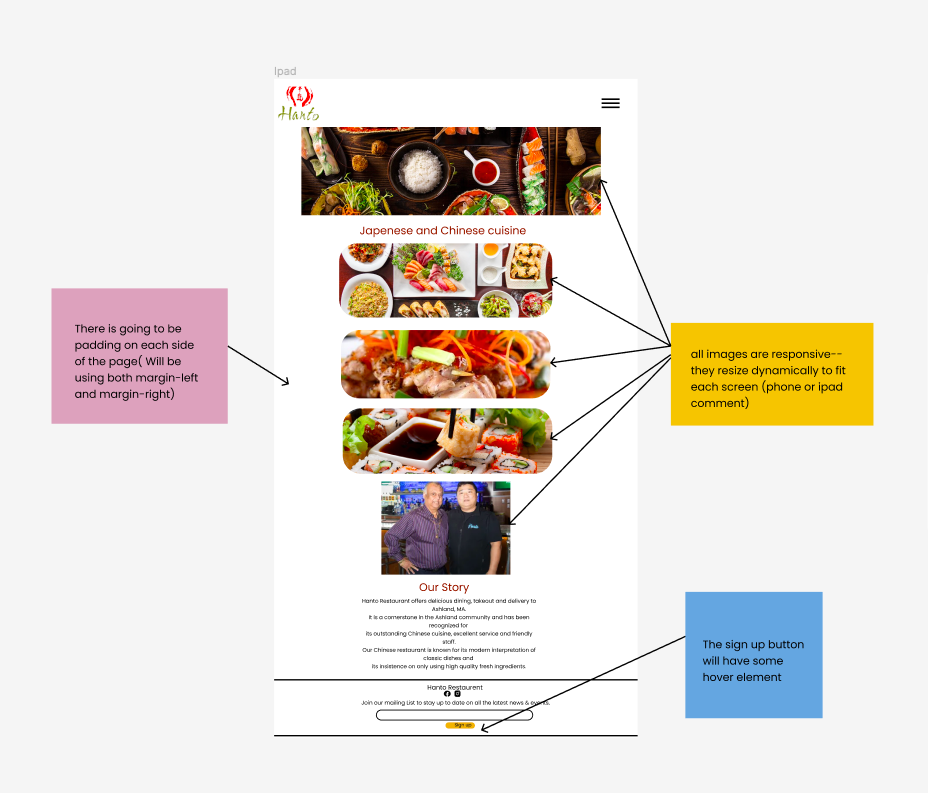 Ipad
Hanto
Japenese and Chinese cuisine
There is going to be
padding on each side
of the page( Will be
using both margin-left
and margin-right)
all images are responsive--
they resize dynamically to fit
each screen (phone or ipad
comment)
Our Story
Hanto Restaurant offers delicious dining, takeout and delivery to
Ashland, MA.
It is a cornerstone in the Ashland community and has been
recognized for
its outstanding Chinese cuisine, excellent service and friendly
staff.
Our Chinese restaurant is known for its modern interpretation of
classic dishes and
its insistence on only using high quality fresh ingredients.
The sign up button
will have some
hover element
Hanto Restaurent
Join our mailing List to stay up to date on all the latest news & events.
Sign up